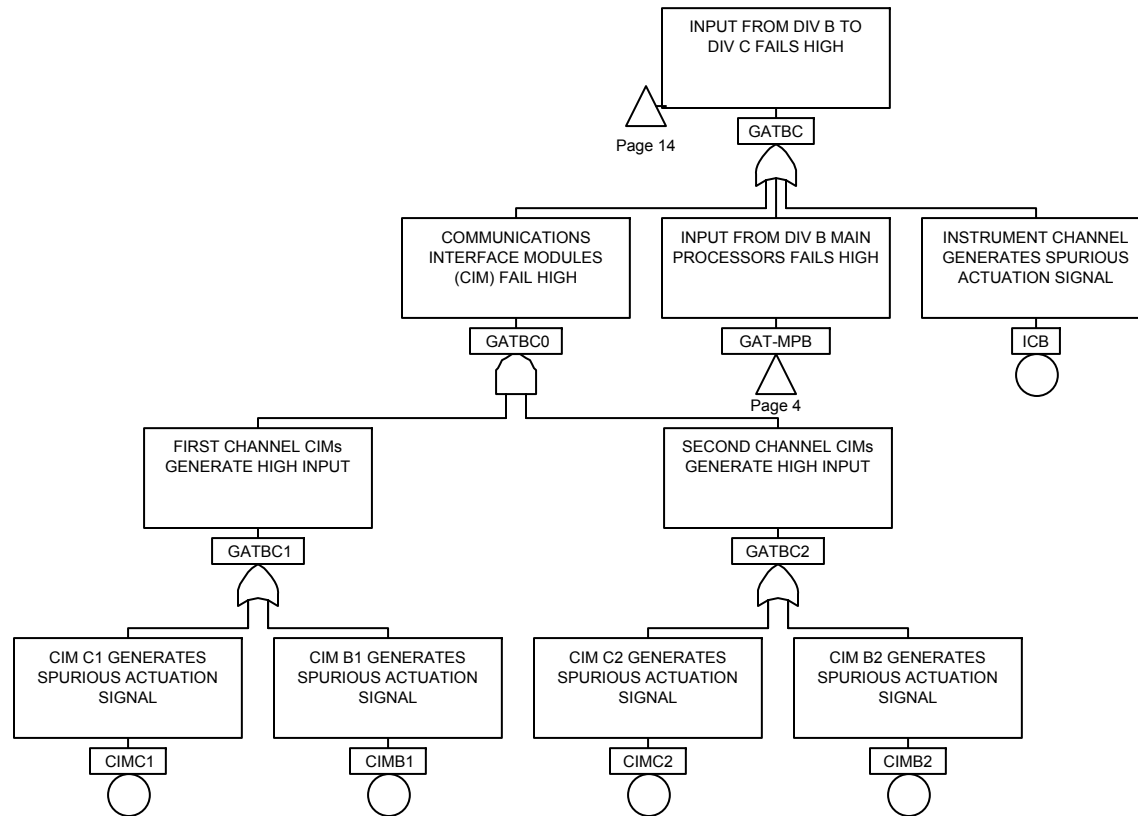 INPUT FROM DIV B TO
DIV C FAILS HIGH
Page 14
GATBC
COMMUNICATIONS
INTERFACE MODULES
(CIM) FAIL HIGH
GATBC0
INPUT FROM DIV B MAIN
PROCESSORS FAILS HIGH
GAT-MPB
Page 4
INSTRUMENT CHANNEL
GENERATES SPURIOUS
ACTUATION SIGNAL
ICB
FIRST CHANNEL CIMs
GENERATE HIGH INPUT
GATBC1
SECOND CHANNEL CIMs
GENERATE HIGH INPUT
GATBC2
CIM C1 GENERATES
SPURIOUS ACTUATION
SIGNAL
CIMC1
CIM B1 GENERATES
SPURIOUS ACTUATION
SIGNAL
CIMB1
CIM C2 GENERATES
SPURIOUS ACTUATION
SIGNAL
CIMC2
CIM B2 GENERATES
SPURIOUS ACTUATION
SIGNAL
CIMB2